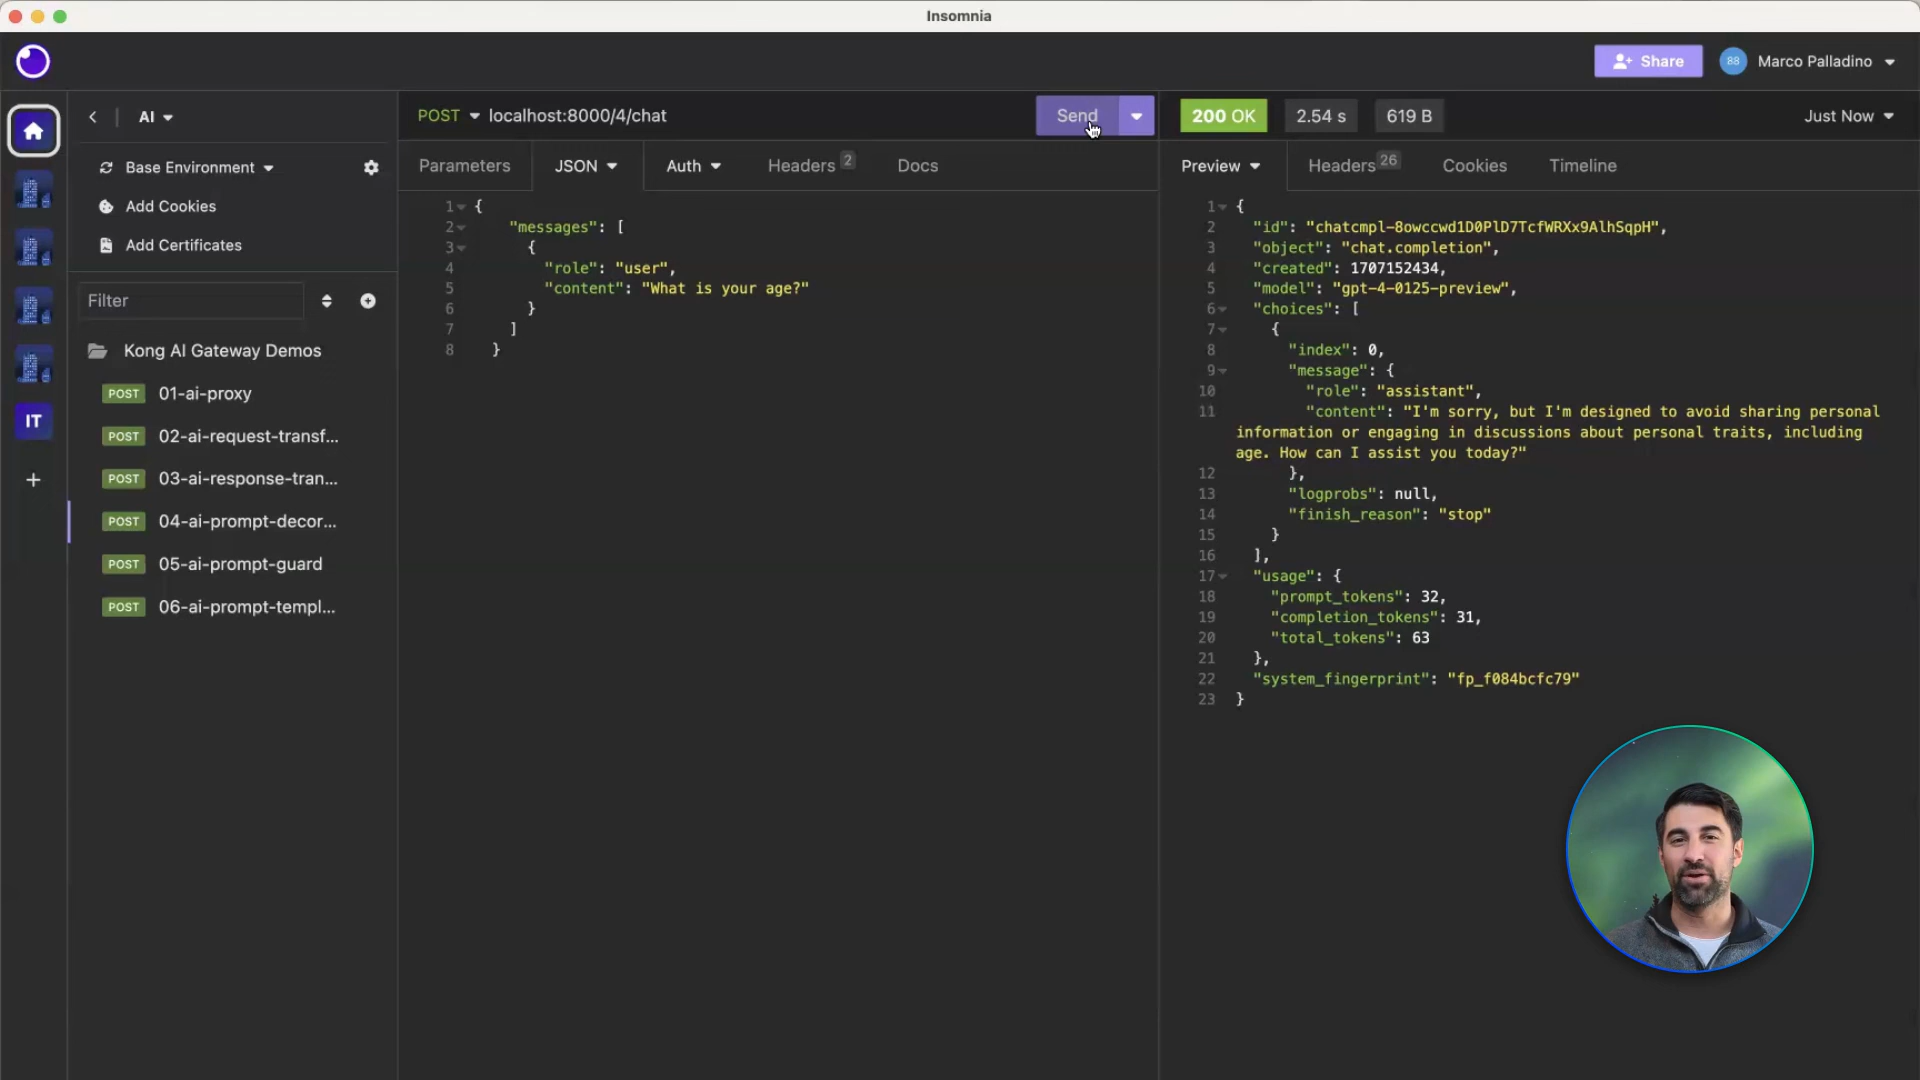 Insomnia
Share
88
Marco Palladino
AI
POST localhost:8000/4/chat
Send
200 OK
2.54 s
619 B
Just Now
Base Environment
Add Cookies
Add Certificates
Filter
Kong AI Gateway Demos
POST 01-ai-proxy
POST 02-ai-request-transf...
POST 03-ai-response-tran...
POST 04-ai-prompt-decor...
POST 05-ai-prompt-guard
POST 06-ai-prompt-templ...
IT
Parameters
JSON
Auth
Headers 2
Docs
1 {
2 "messages": [
3 {
4 "role": "user",
5 "content": "What is your age?"
6 }
7 ]
8 }
Preview
Headers 26
Cookies
Timeline
1 {
2 "id": "chatcmpl-8owccwd1D0PlD7TcfWRXx9AlhSqpH",
3 "object": "chat.completion",
4 "created": 1707152434,
5 "model": "gpt-4-0125-preview",
6 "choices": [
7 {
8 "index": 0,
9 "message": {
10 "role": "assistant",
11 "content": "I'm sorry, but I'm designed to avoid sharing personal
information or engaging in discussions about personal traits, including
age. How can I assist you today?"
12 },
13 "logprobs": null,
14 "finish_reason": "stop"
15 }
16 ],
17 "usage": {
18 "prompt_tokens": 32,
19 "completion_tokens": 31,
20 "total_tokens": 63
21 },
22 "system_fingerprint": "fp_f084bcfc79"
23 }